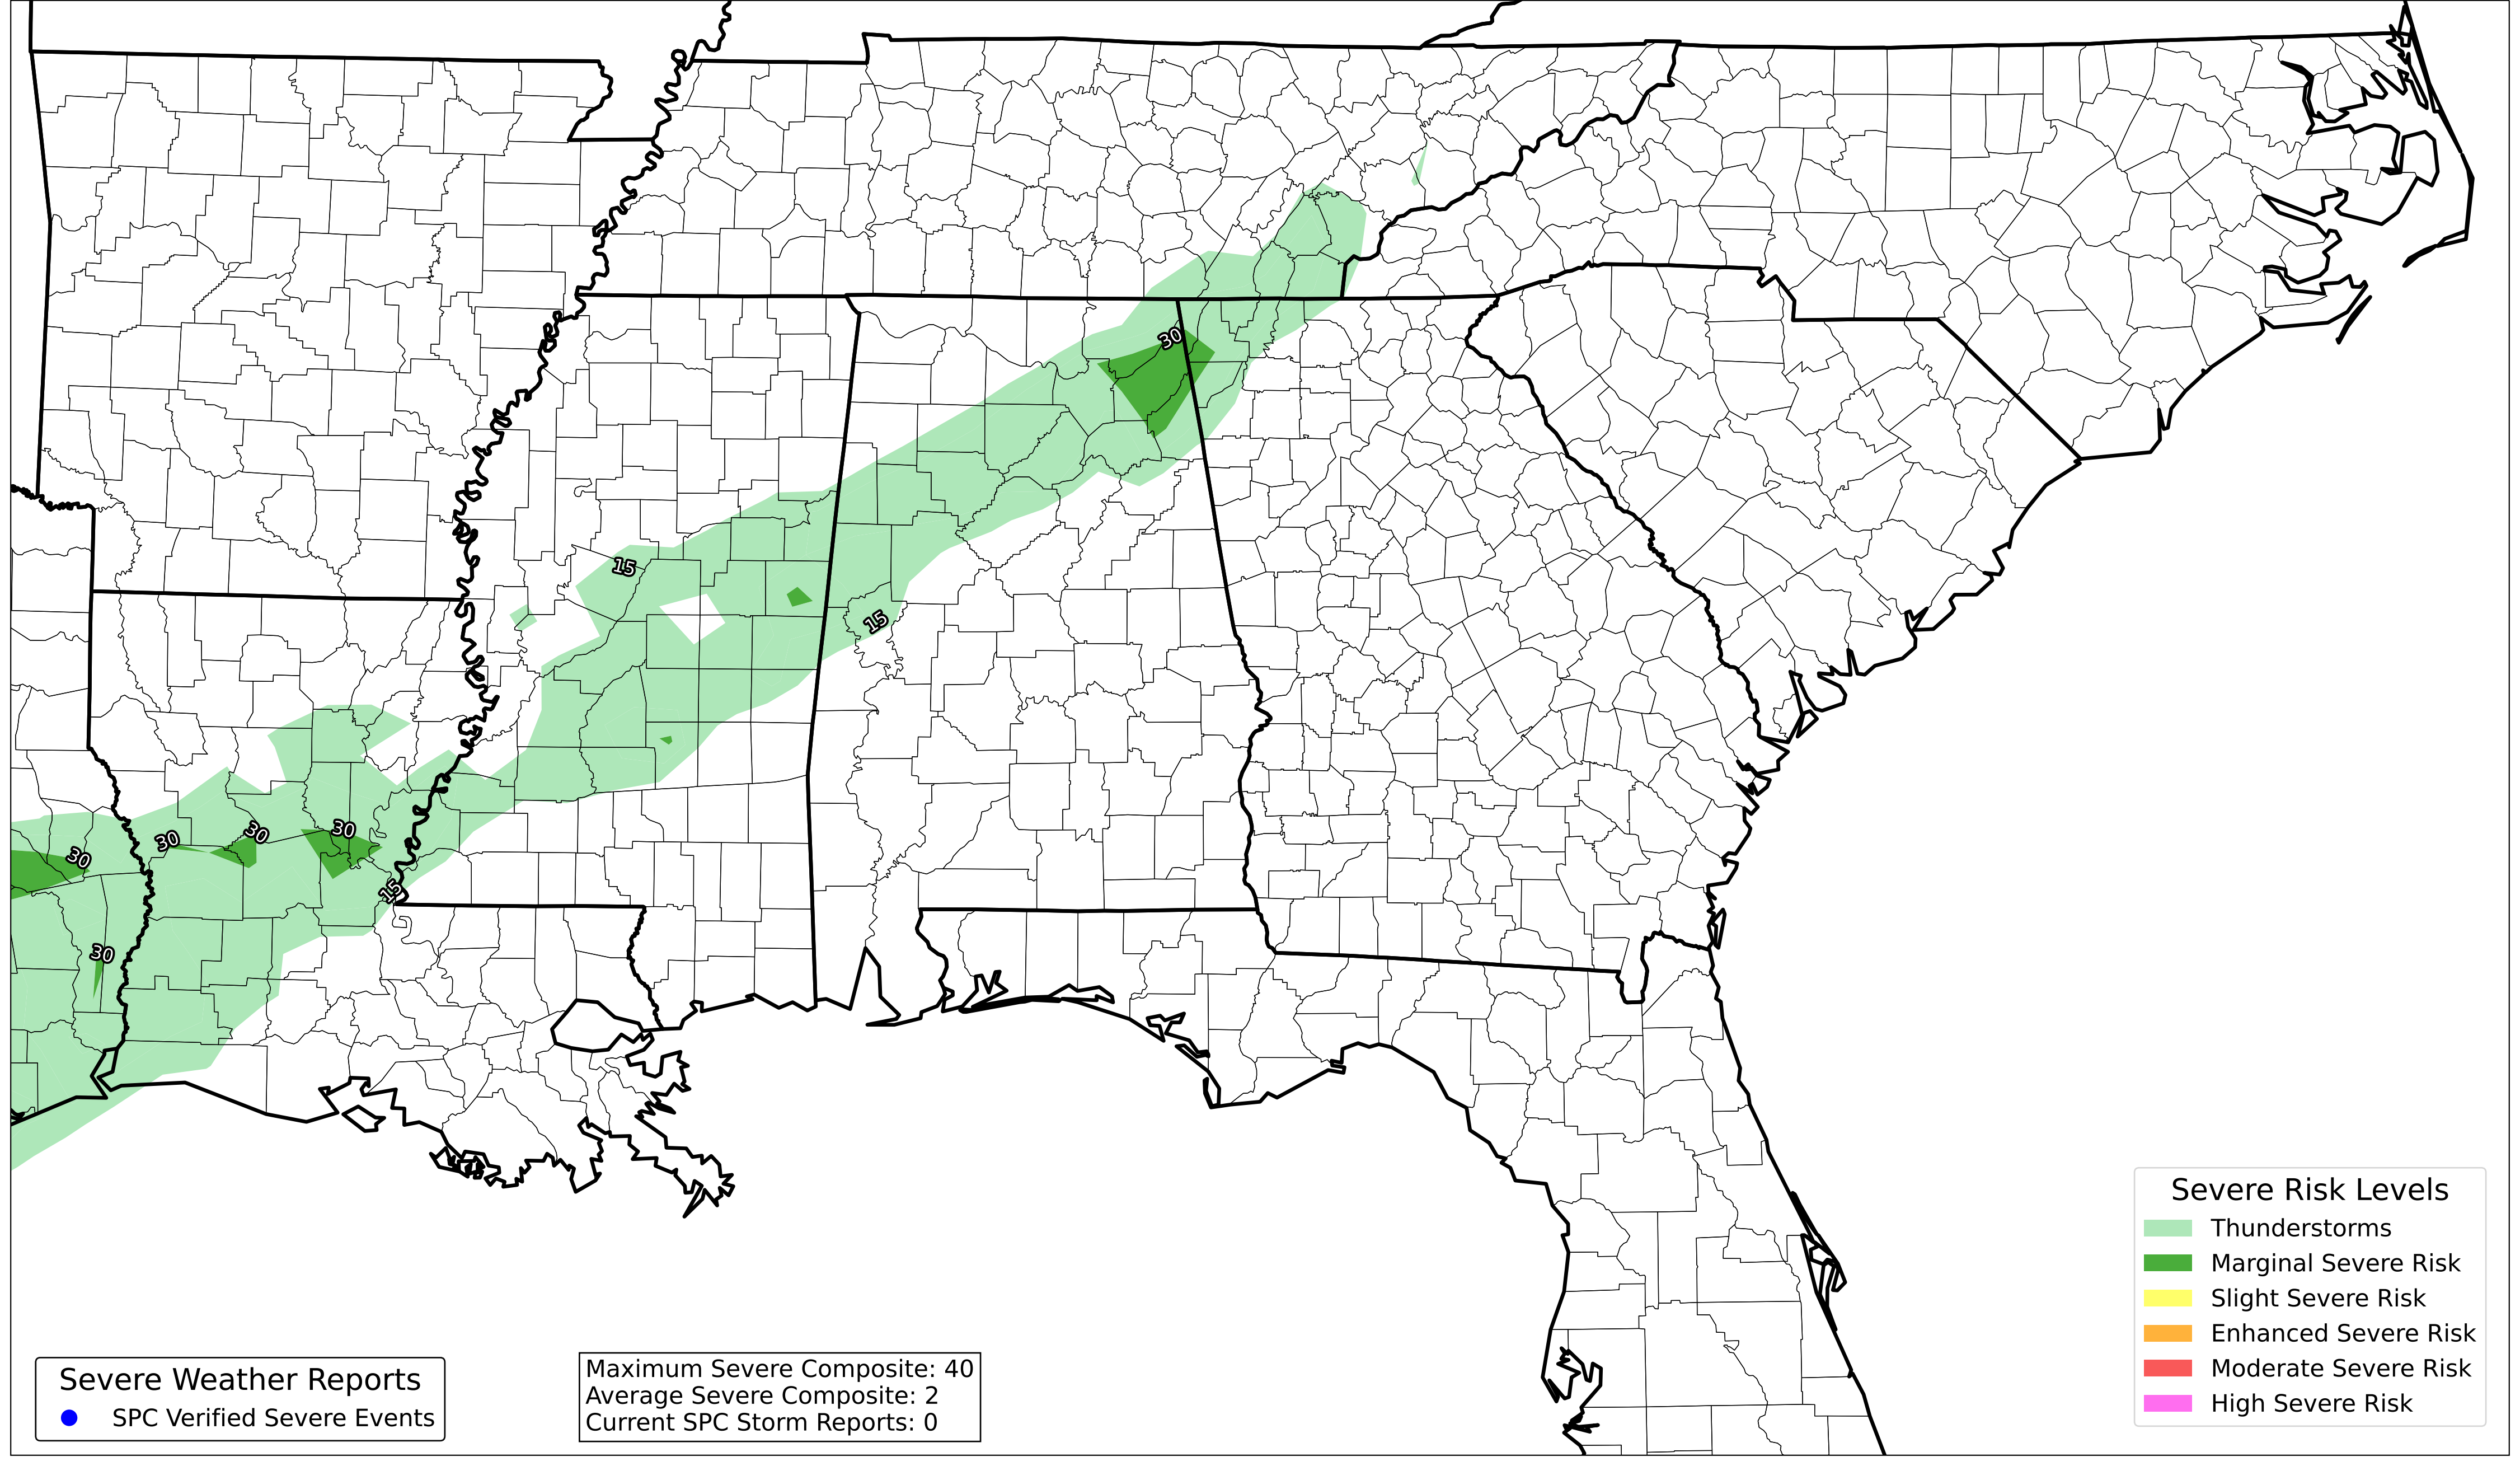 30
15
15
30
30
30
30
15
30
Severe Risk Levels
Thunderstorms
Marginal Severe Risk
Slight Severe Risk
Enhanced Severe Risk
Moderate Severe Risk
High Severe Risk
Severe Weather Reports
SPC Verified Severe Events
Maximum Severe Composite: 40
Average Severe Composite: 2
Current SPC Storm Reports: 0